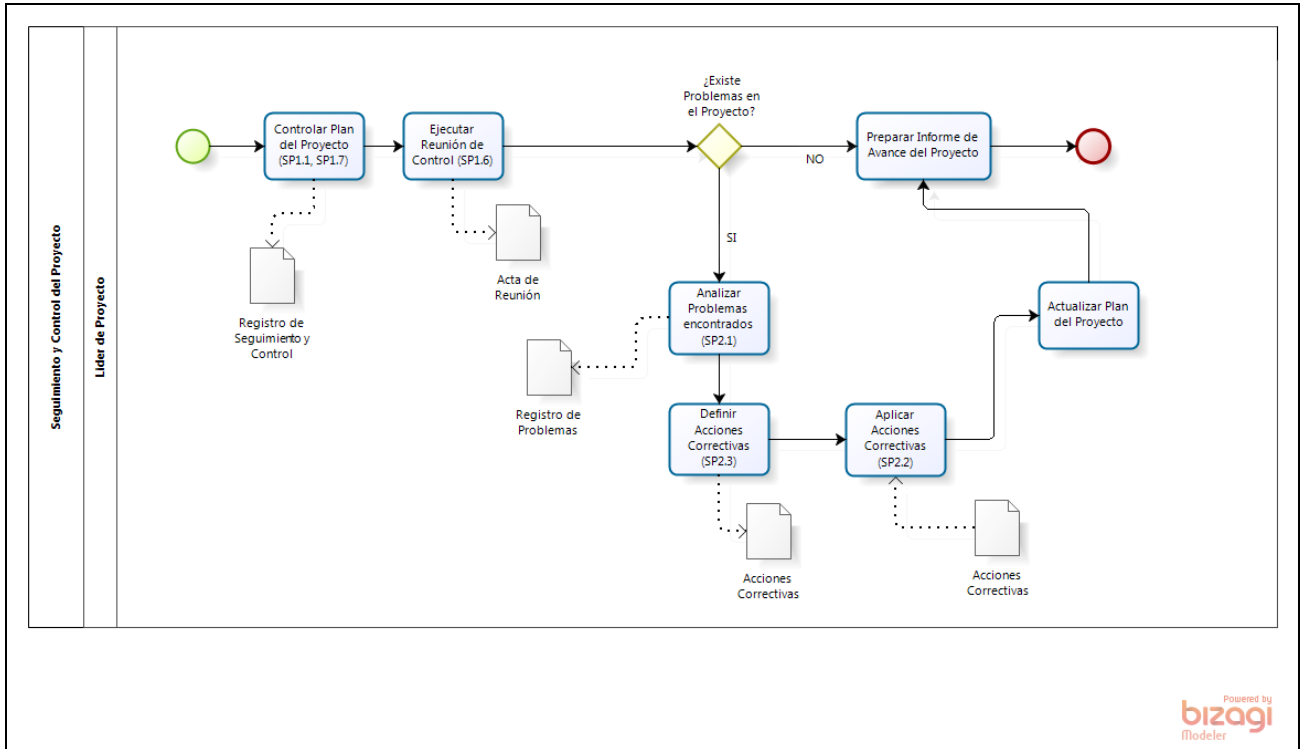 Seguimiento y Control del Proyecto
Lider de Proyecto
Controlar Plan
del Proyecto
(SP1.1, SP1.7)
Ejecutar
Reunión de
Control (SP1.6)
¿Existe
Problemas en
el Proyecto?
NO
Preparar Informe de
Avance del Proyecto
SI
Registro de
Seguimiento y
Control
Acta de
Reunión
Analizar
Problemas
encontrados
(SP2.1)
Actualizar Plan
del Proyecto
Registro de
Problemas
Definir
Acciones
Correctivas
(SP2.3)
Aplicar
Acciones
Correctivas
(SP2.2)
Acciones
Correctivas
Acciones
Correctivas
Powered by
bizagi
Modeler